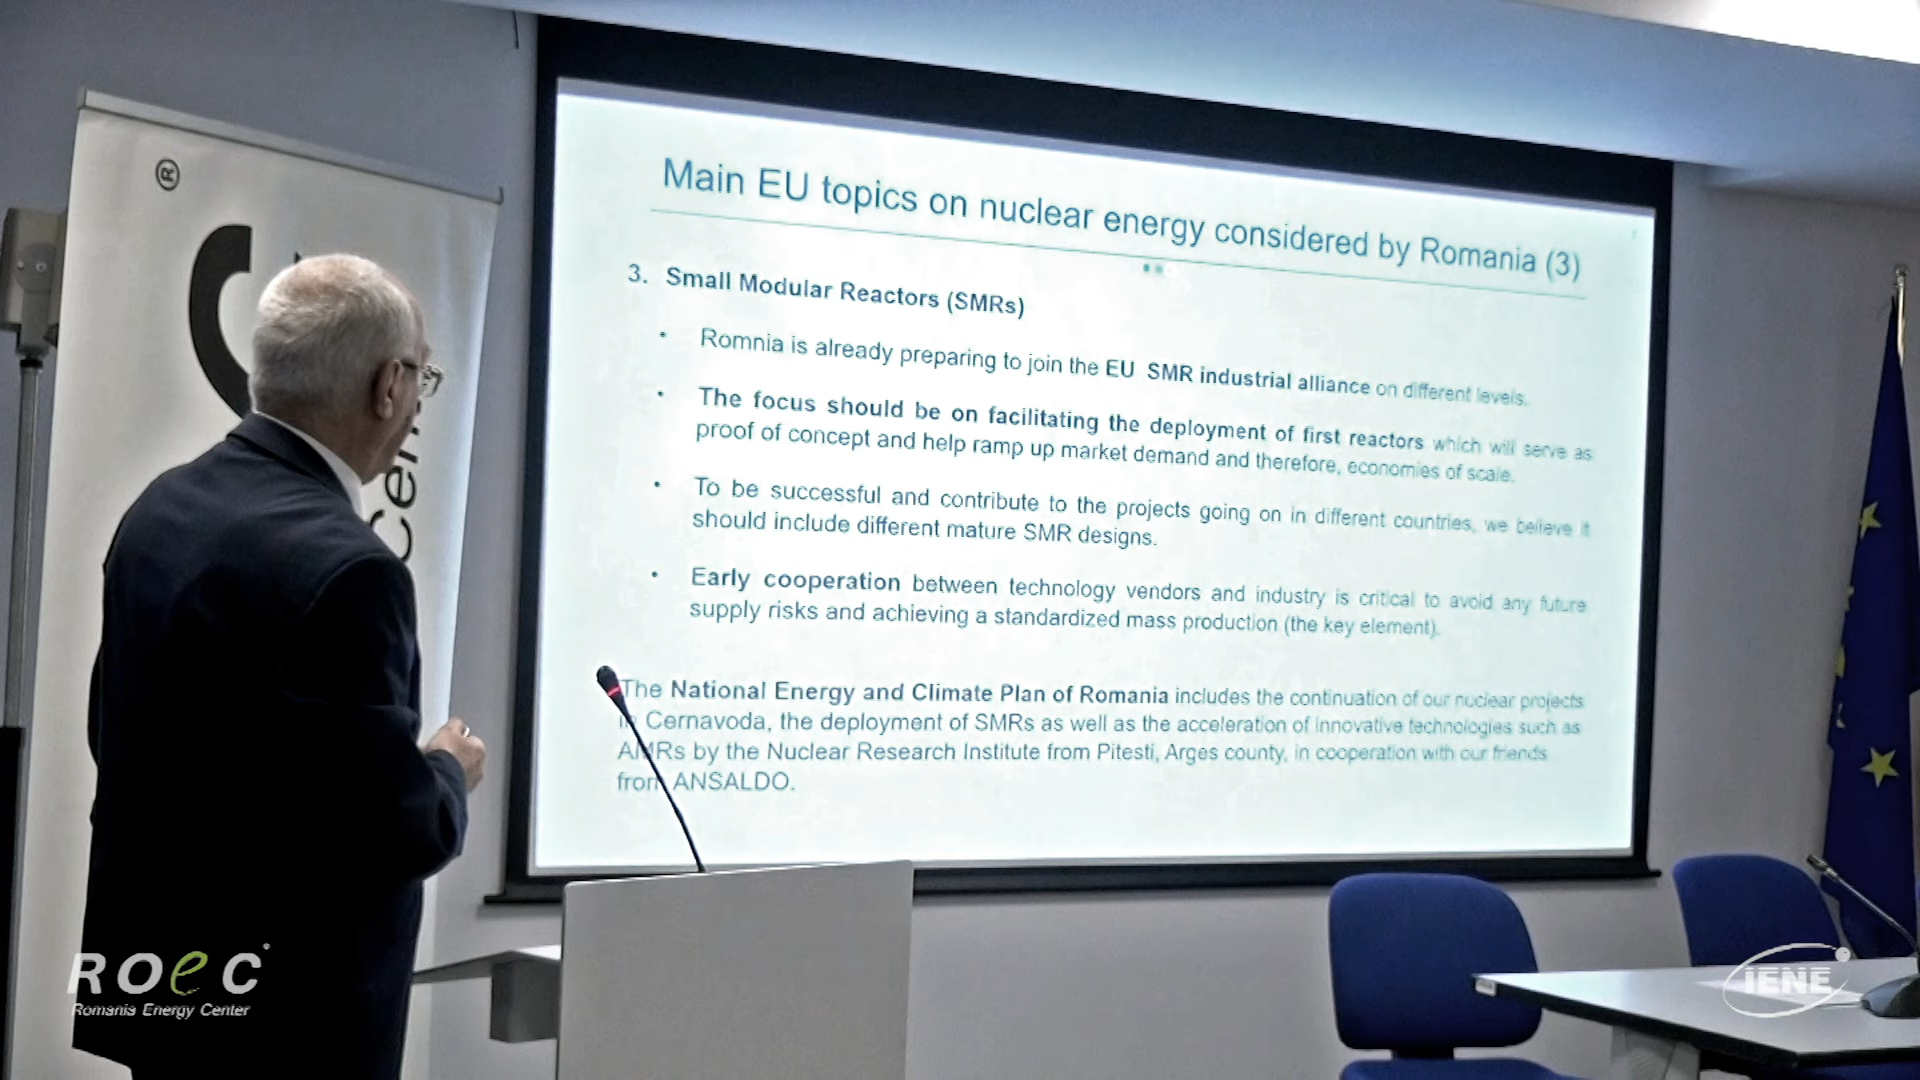 Main EU topics on nuclear energy considered by Romania (3)
3. Small Modular Reactors (SMRs)
• Romnia is already preparing to join the EU SMR industrial alliance on different levels.
• The focus should be on facilitating the deployment of first reactors which will serve as
proof of concept and help ramp up market demand and therefore, economies of scale.
• To be successful and contribute to the projects going on in different countries, we believe it
should include different mature SMR designs.
• Early cooperation between technology vendors and industry is critical to avoid any future
supply risks and achieving a standardized mass production (the key element).
The National Energy and Climate Plan of Romania includes the continuation of our nuclear projects
in Cernavoda, the deployment of SMRs as well as the acceleration of innovative technologies such as
AMRs by the Nuclear Research Institute from Pitesti, Arges county, in cooperation with our friends
from ANSALDO.
®
ROeC
Romania Energy Center
IENE